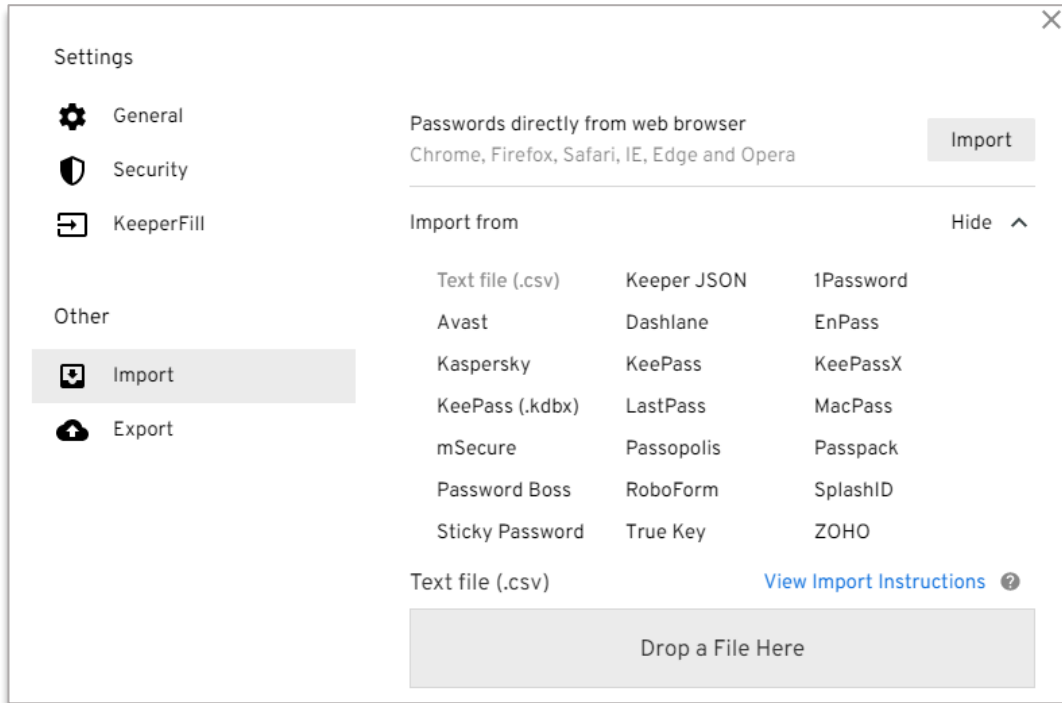 Settings
General
Security
KeeperFill
Other
Import
Export
Passwords directly from web browser
Chrome, Firefox, Safari, IE, Edge and Opera
Import
Import from
Hide
Text file (.csv) Keeper JSON 1Password
Avast Dashlane EnPass
Kaspersky KeePass KeePassX
KeePass (.kdbx) LastPass MacPass
mSecure Passopolis Passpack
Password Boss RoboForm SplashID
Sticky Password True Key ZOHO
Text file (.csv) View Import Instructions ?
Drop a File Here